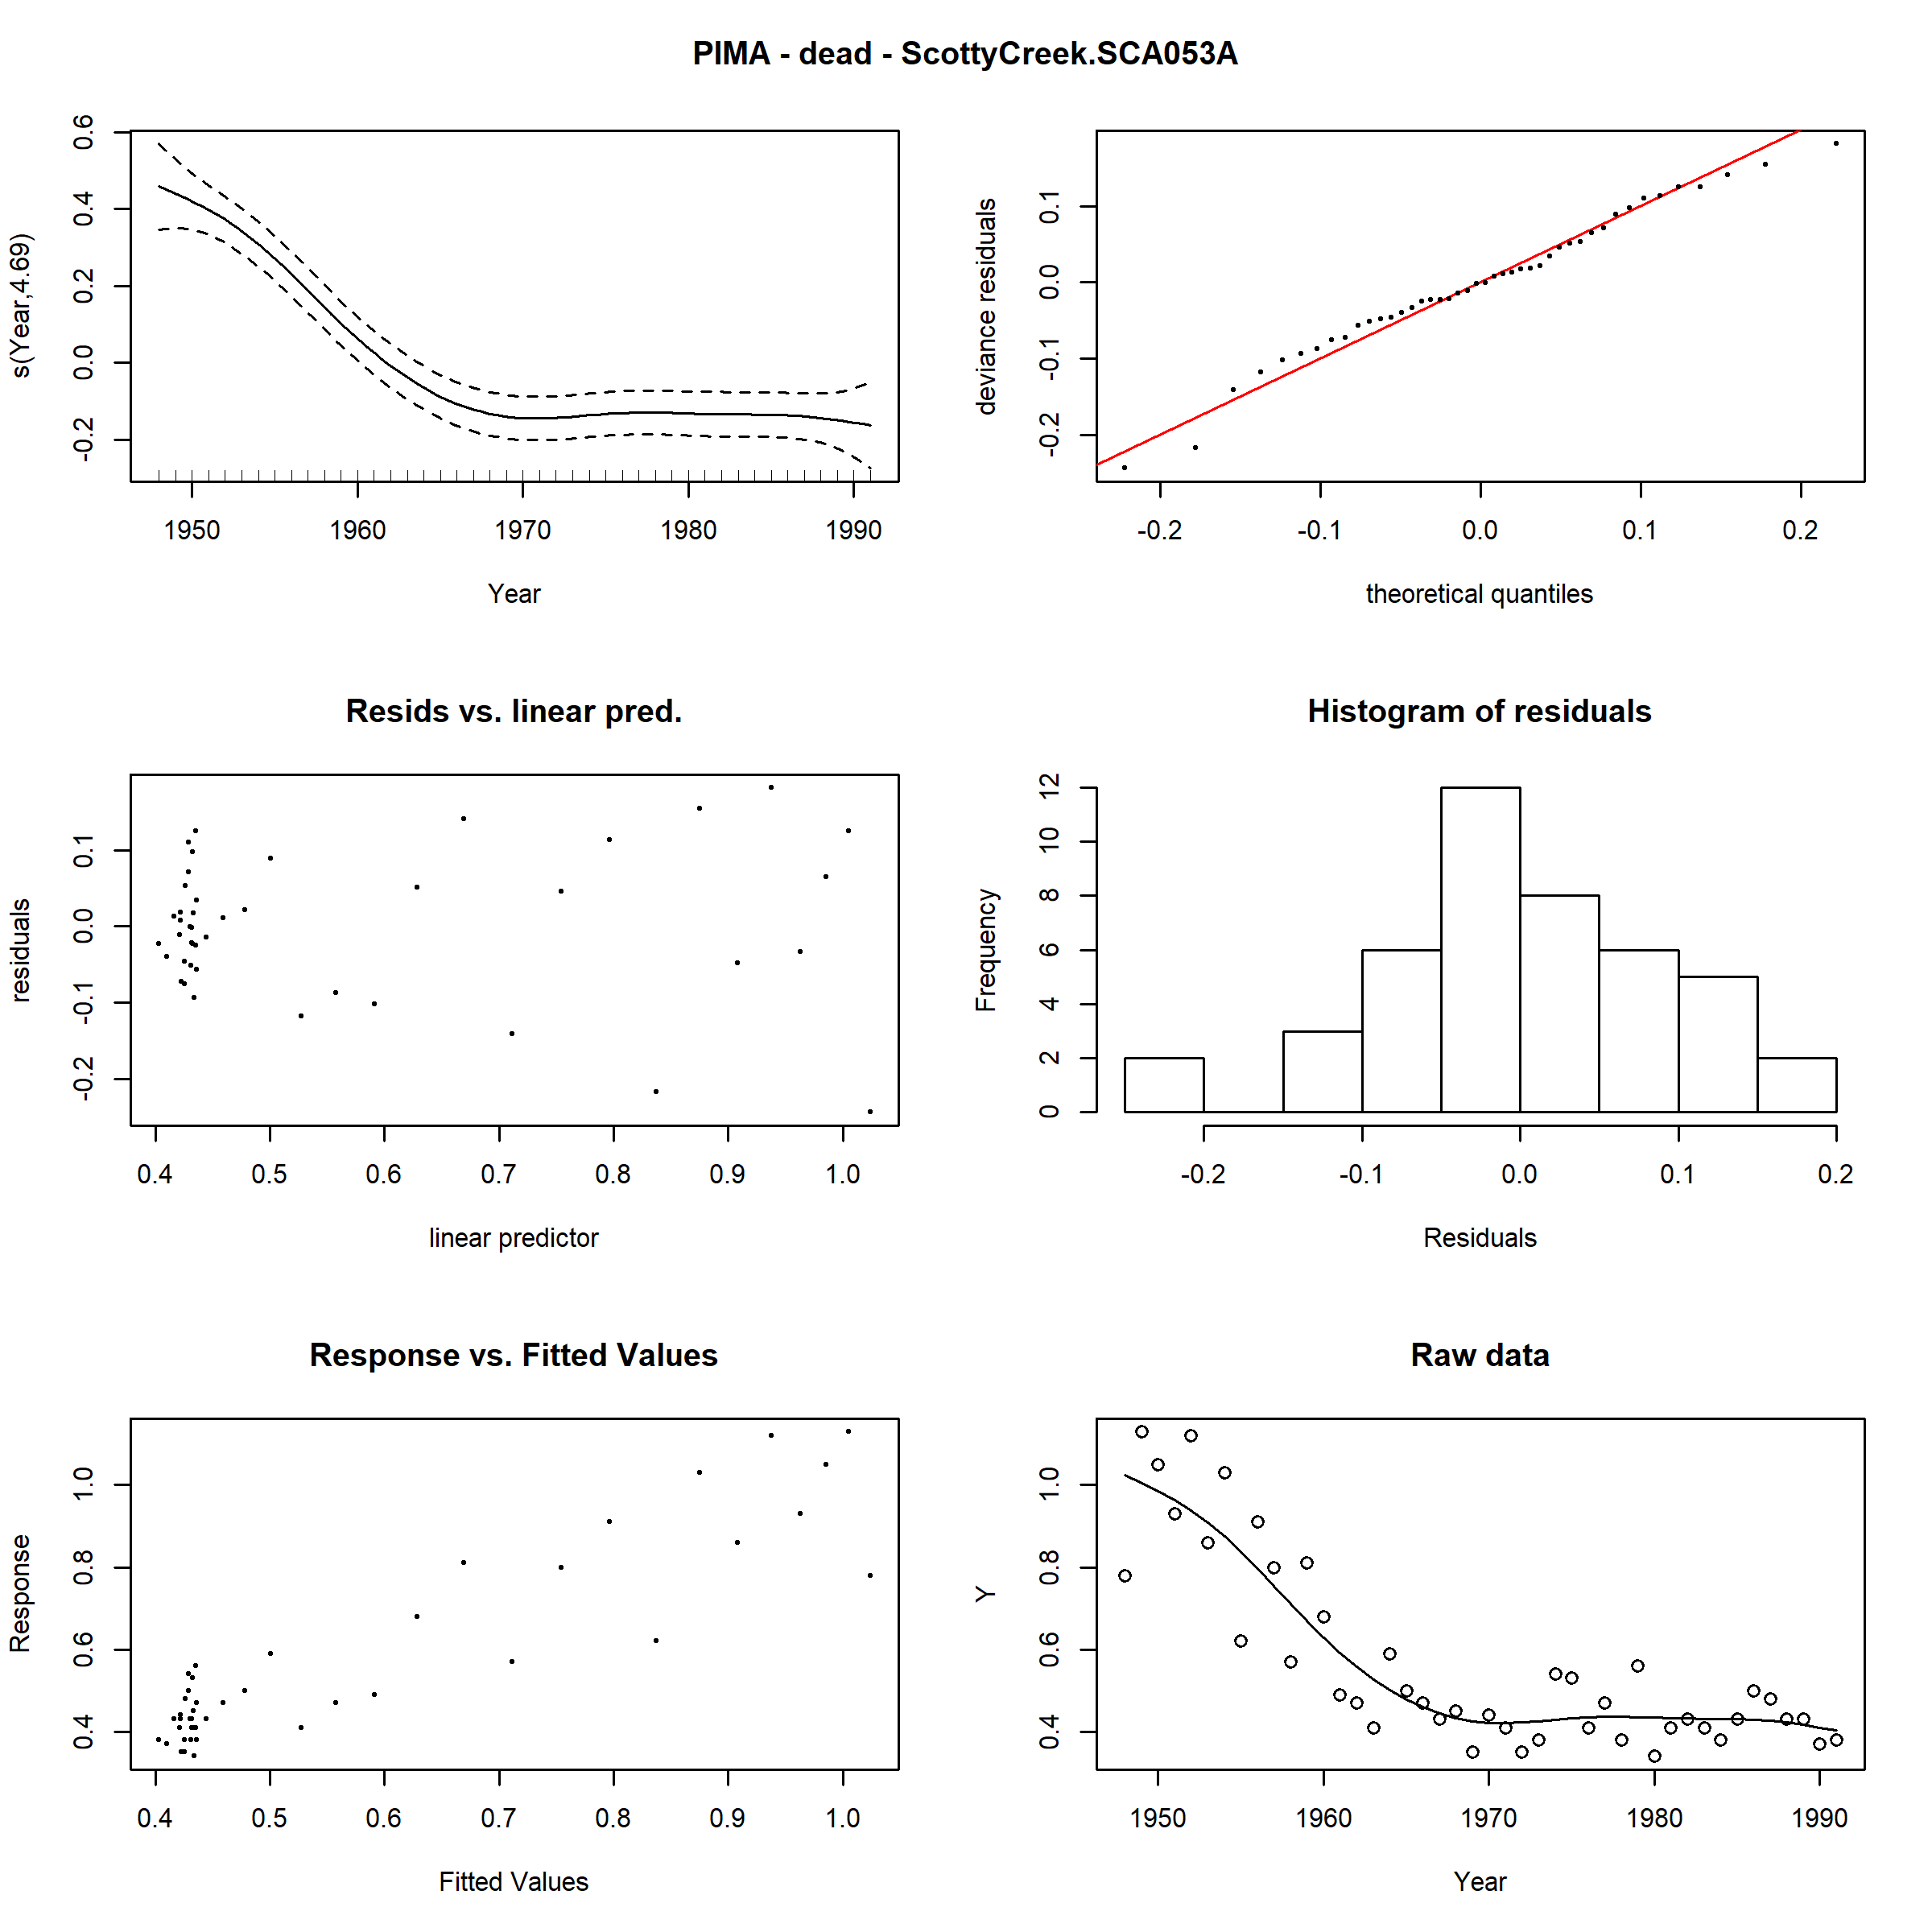 PIMA - dead - ScottyCreek.SCA053A
s(Year,4.69)
0.6
0.4
0.2
0.0
-0.2
1950 1960 1970 1980 1990
Year
deviance residuals
0.1
0.0
-0.1
-0.2
-0.2 -0.1 0.0 0.1 0.2
theoretical quantiles
Resids vs. linear pred.
residuals
0.1
0.0
-0.1
-0.2
0.4 0.5 0.6 0.7 0.8 0.9 1.0
linear predictor
Histogram of residuals
Frequency
12
10
8
6
4
2
0
-0.2 -0.1 0.0 0.1 0.2
Residuals
Response vs. Fitted Values
Response
1.0
0.8
0.6
0.4
0.4 0.5 0.6 0.7 0.8 0.9 1.0
Fitted Values
Raw data
Y
1.0
0.8
0.6
0.4
1950 1960 1970 1980 1990
Year